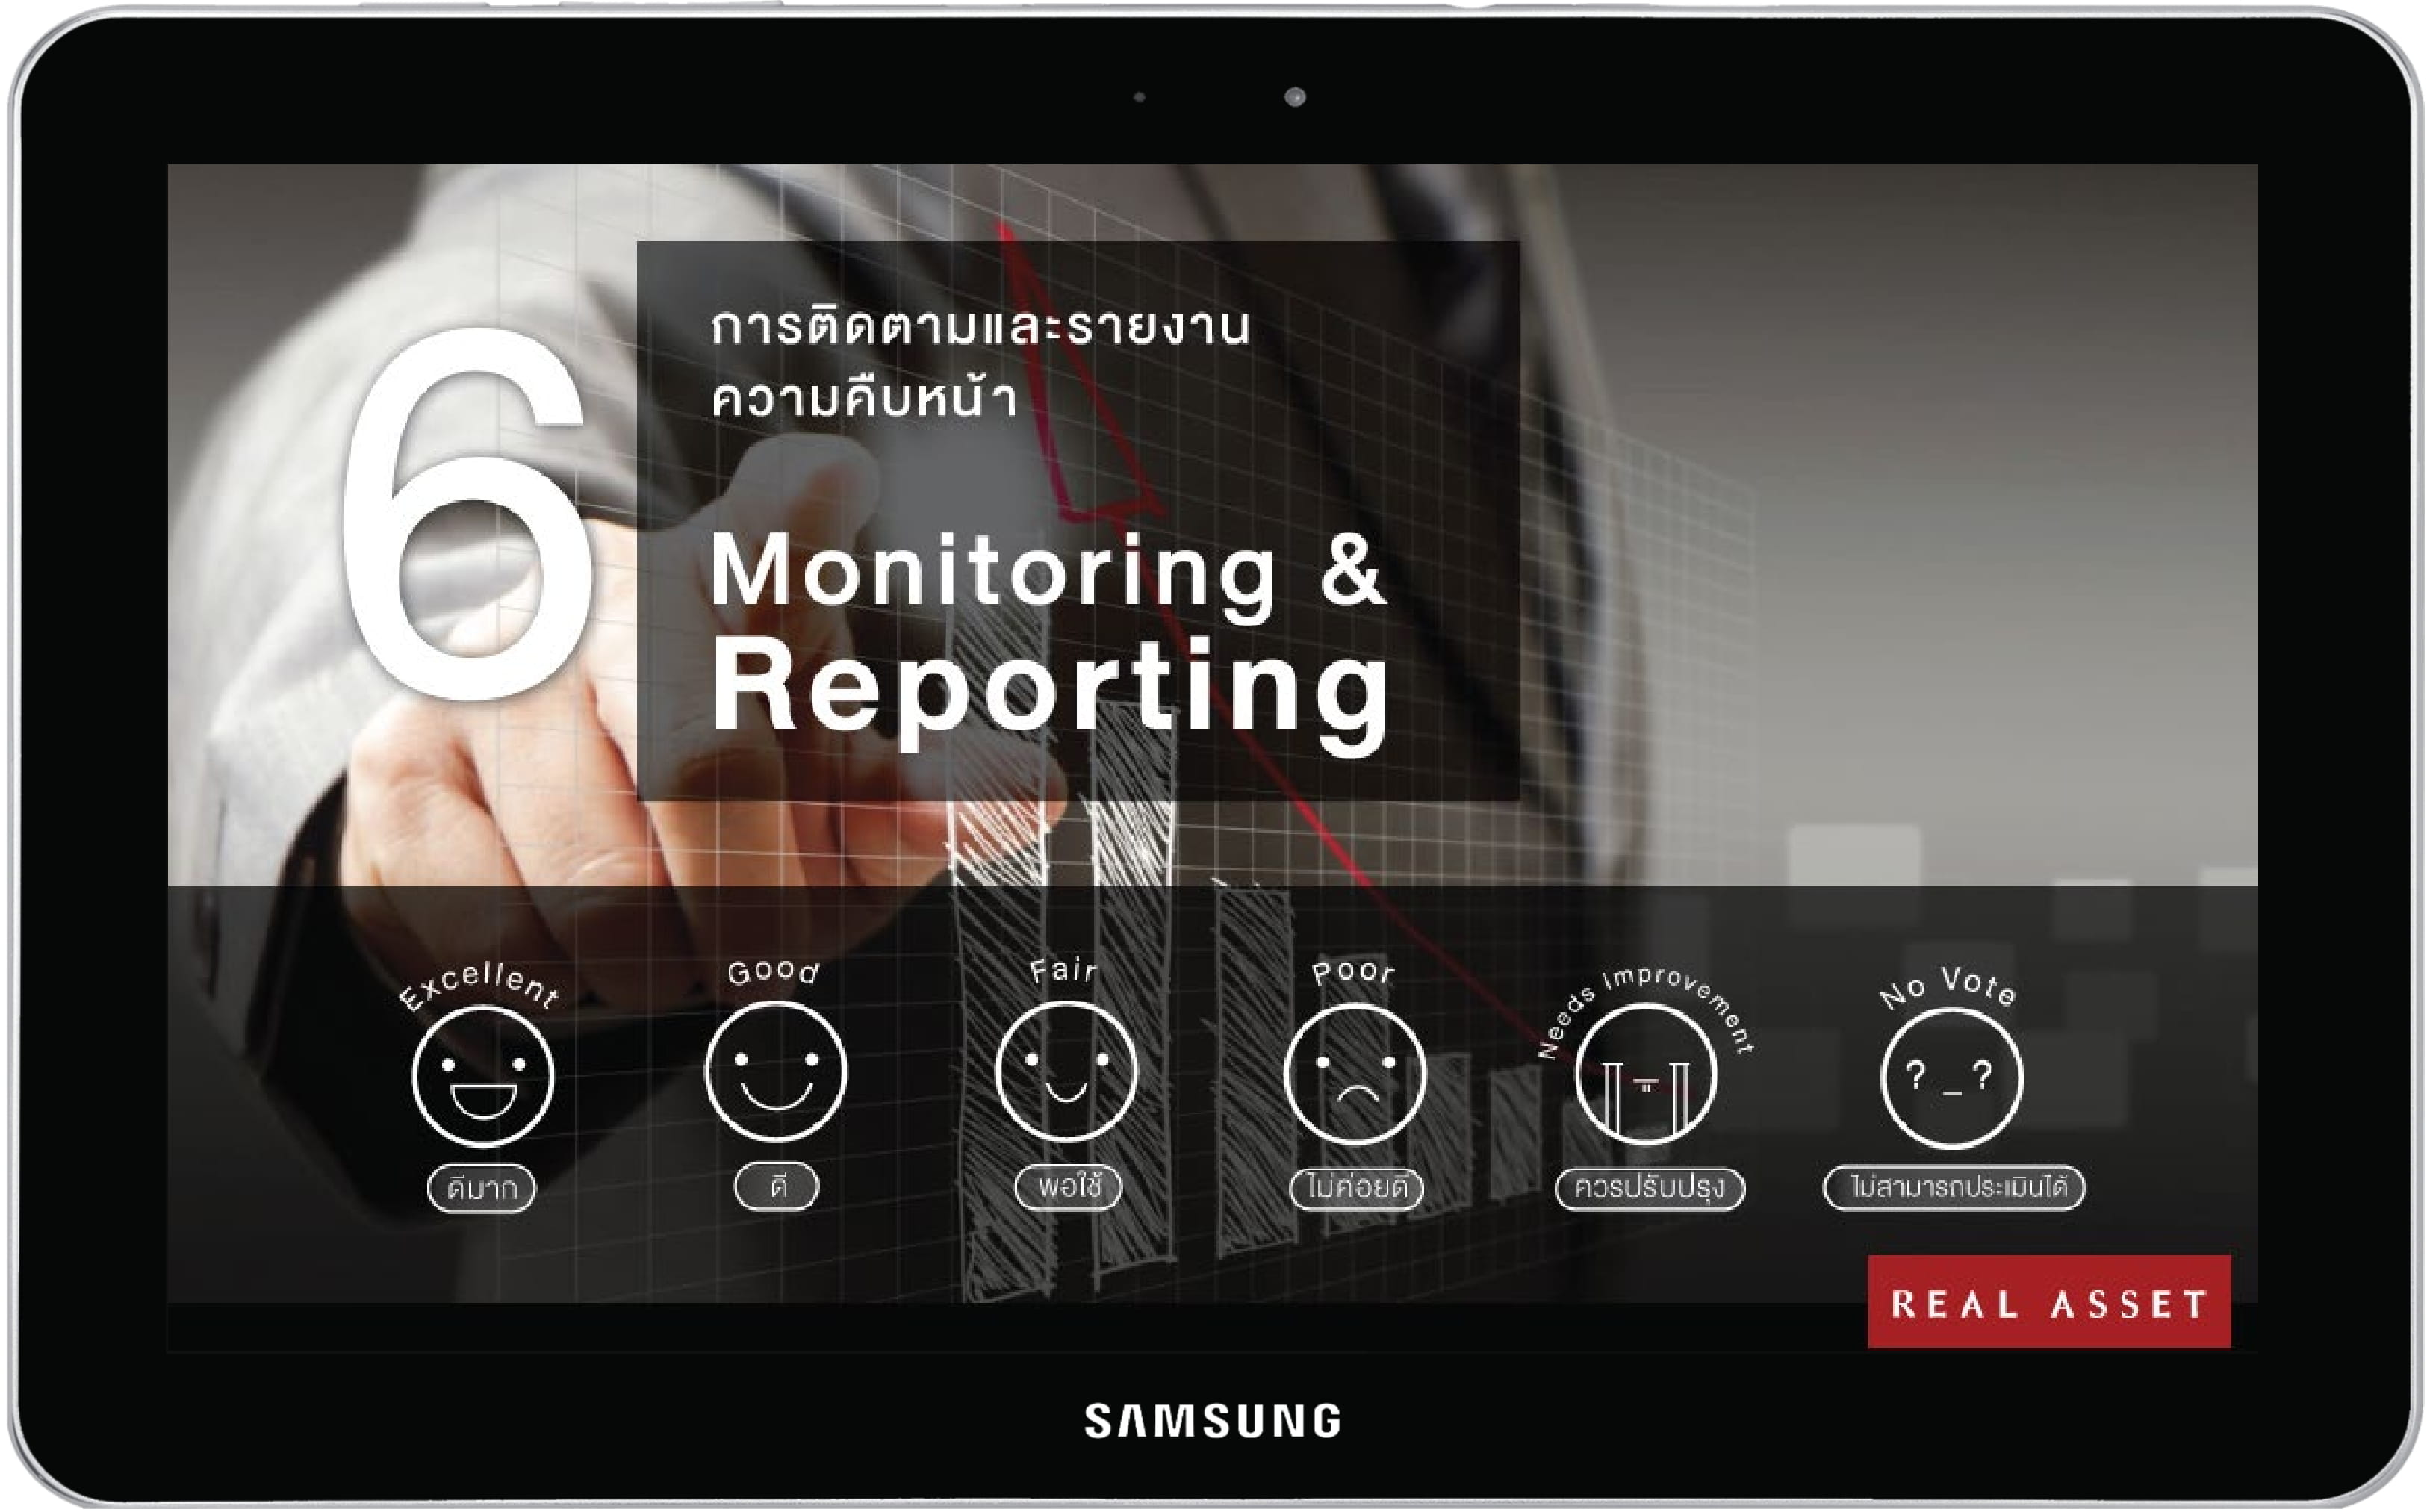 6
การติดตามและรายงาน
ความคืบหน้า
Monitoring &
Reporting
Excellent
Good
Fair
Poor
Needs Improvement
No Vote
? _ ?
ดีมาก
ดี
พอใช้
ไม่ค่อยดี
ควรปรับปรุง
ไม่สามารถประเมินได้
REAL ASSET
SAMSUNG